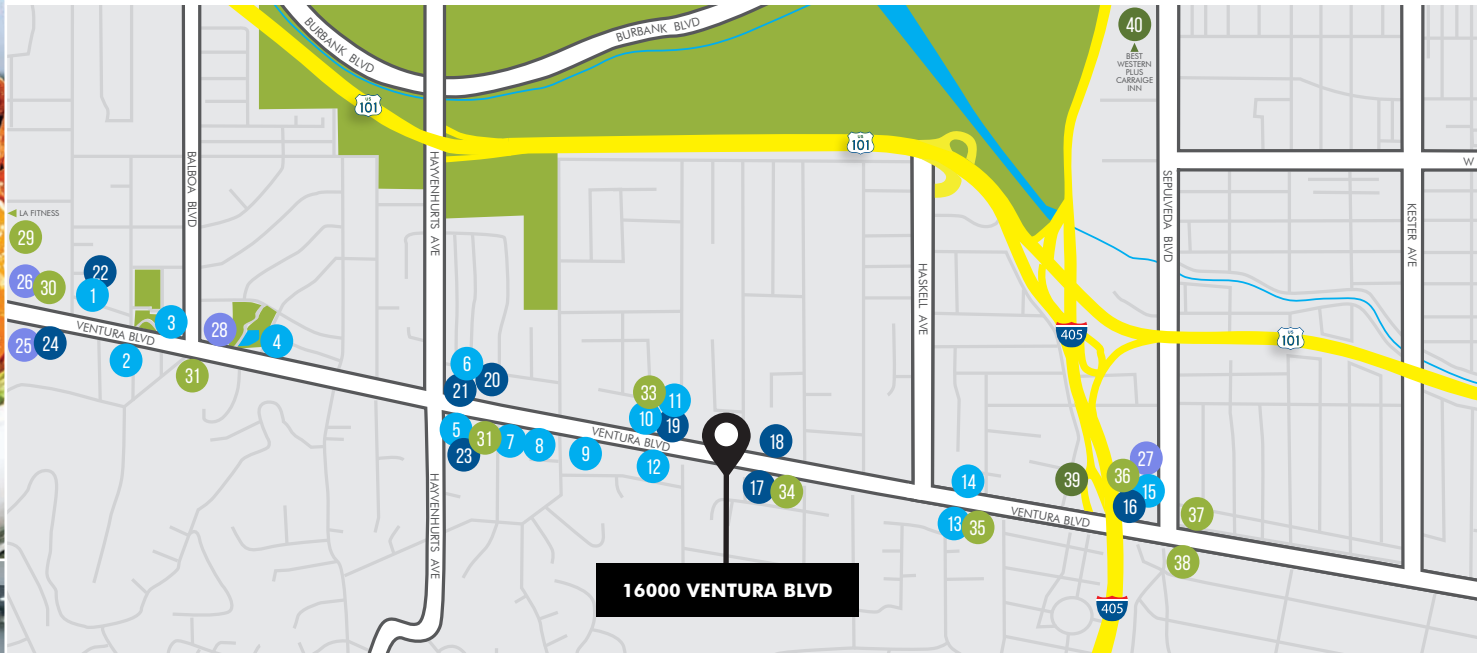 BURBANK BLVD
BURBANK BLVD
40
BEST
WESTERN
PLUS
CARRAIGE
INN
US
101
US
101
W
BALBOA BLVD
HAYVENHURTS AVE
SEPULVEDA BLVD
KESTER AVE
LA FITNESS
29
HASKELL AVE
26
30
22
1
3
28
4
VENTURA BLVD
25
24
2
31
405
US
101
6
20
21
33
11
10
19
5
31
7
8
23
9
VENTURA BLVD
12
18
17
34
14
39
27
36
15
16
13
35
VENTURA BLVD
37
38
HAYVENHURTS AVE
16000 VENTURA BLVD
405